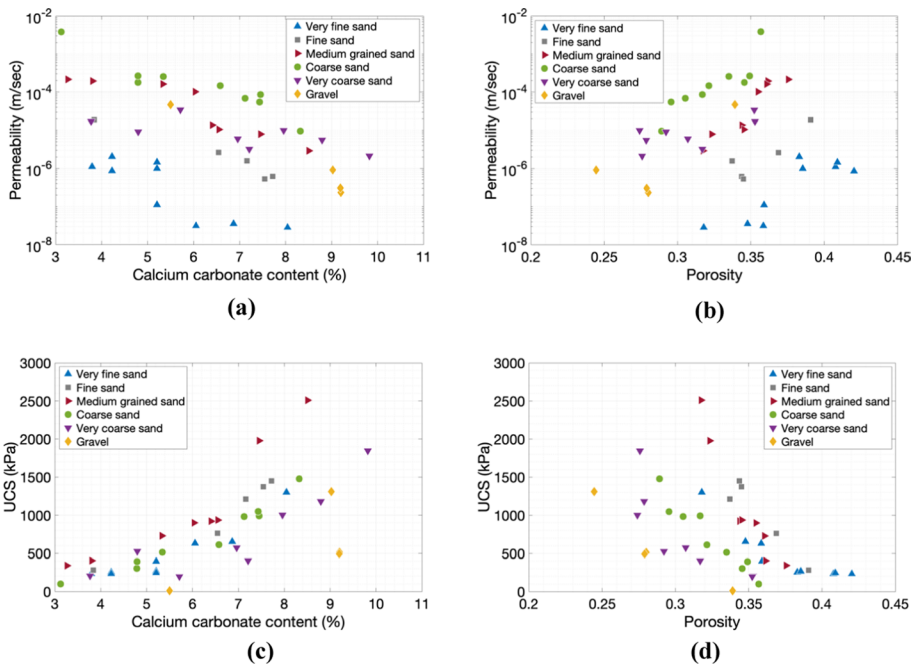 10-2
10-4
10-6
10-8
Permeability (m/sec)
Very fine sand
Fine sand
Medium grained sand
Coarse sand
Very coarse sand
Gravel
3 4 5 6 7 8 9 10 11
Calcium carbonate content (%)
(a)
10-2
10-4
10-6
10-8
Permeability (m/sec)
Very fine sand
Fine sand
Medium grained sand
Coarse sand
Very coarse sand
Gravel
0.2 0.25 0.3 0.35 0.4 0.45
Porosity
(b)
3000
2500
2000
1500
1000
500
0
UCS (kPa)
Very fine sand
Fine sand
Medium grained sand
Coarse sand
Very coarse sand
Gravel
3 4 5 6 7 8 9 10 11
Calcium carbonate content (%)
(c)
3000
2500
2000
1500
1000
500
0
UCS (kPa)
Very fine sand
Fine sand
Medium grained sand
Coarse sand
Very coarse sand
Gravel
0.2 0.25 0.3 0.35 0.4 0.45
Porosity
(d)